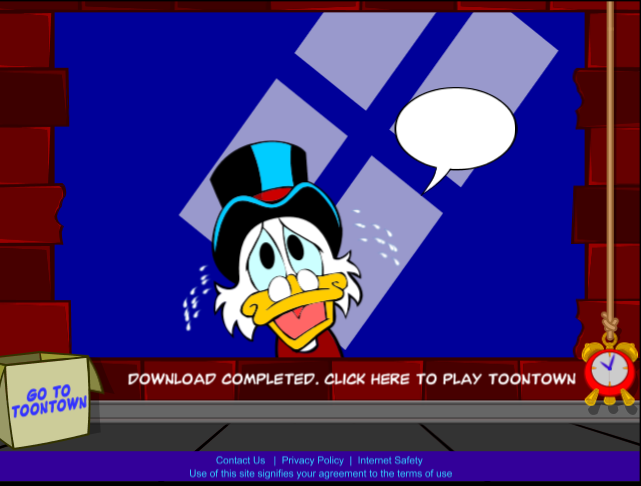 DOWNLOAD COMPLETED. CLICK HERE TO PLAY TOONTOWN
GO TO
TOONTOWN
Contact Us | Privacy Policy | Internet Safety
Use of this site signifies your agreement to the terms of use